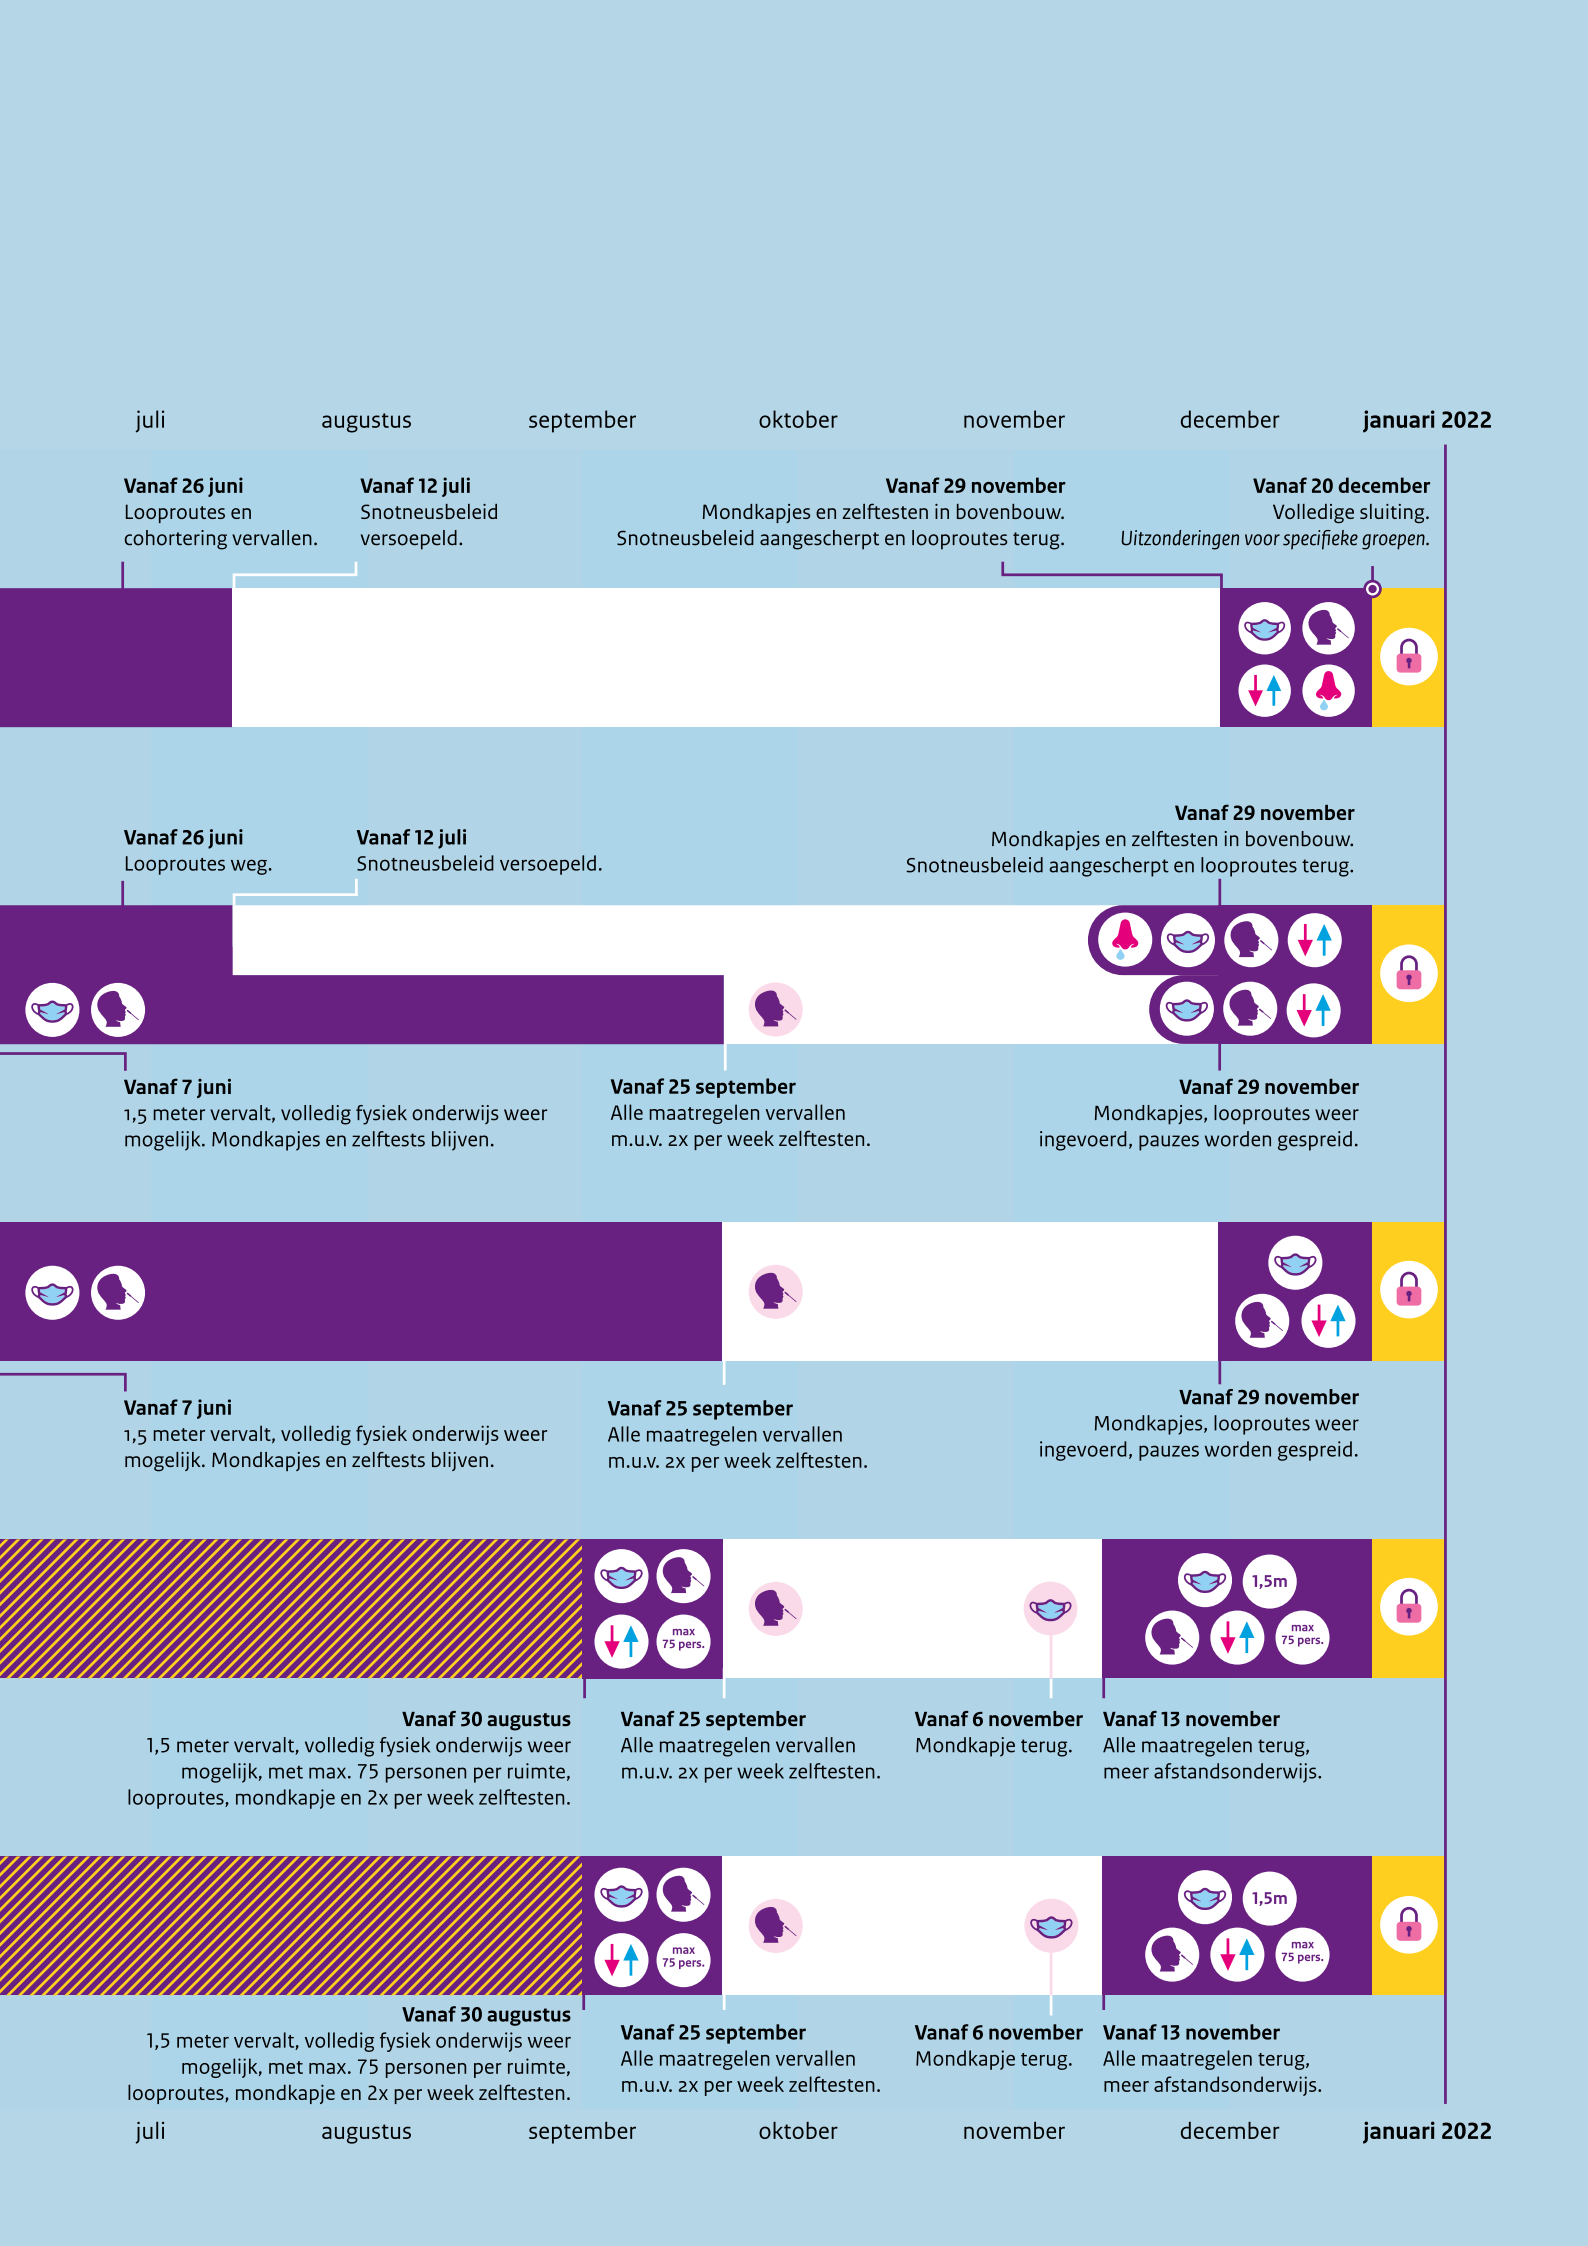 juli
augustus
september
oktober
november
december
januari 2022
Vanaf 26 juni
Looproutes en
cohortering vervallen.
Vanaf 12 juli
Snotneusbeleid
versoepeld.
Vanaf 29 november
Mondkapjes en zelftesten in bovenbouw.
Snotneusbeleid aangescherpt en looproutes terug.
Vanaf 20 december
Volledige sluiting.
Uitzonderingen voor specifieke groepen.
Vanaf 26 juni
Looproutes weg.
Vanaf 12 juli
Snotneusbeleid versoepeld.
Vanaf 29 november
Mondkapjes en zelftesten in bovenbouw.
Snotneusbeleid aangescherpt en looproutes terug.
Vanaf 7 juni
1,5 meter vervalt, volledig fysiek onderwijs weer
mogelijk. Mondkapjes en zelftests blijven.
Vanaf 25 september
Alle maatregelen vervallen
m.u.v. 2x per week zelftesten.
Vanaf 29 november
Mondkapjes, looproutes weer
ingevoerd, pauzes worden gespreid.
Vanaf 7 juni
1,5 meter vervalt, volledig fysiek onderwijs weer
mogelijk. Mondkapjes en zelftests blijven.
Vanaf 25 september
Alle maatregelen vervallen
m.u.v. 2x per week zelftesten.
Vanaf 29 november
Mondkapjes, looproutes weer
ingevoerd, pauzes worden gespreid.
max
75 pers.
1,5m
max
75 pers.
Vanaf 30 augustus
1,5 meter vervalt, volledig fysiek onderwijs weer
mogelijk, met max. 75 personen per ruimte,
looproutes, mondkapje en 2x per week zelftesten.
Vanaf 25 september
Alle maatregelen vervallen
m.u.v. 2x per week zelftesten.
Vanaf 6 november
Mondkapje terug.
Vanaf 13 november
Alle maatregelen terug,
meer afstandsonderwijs.
max
75 pers.
1,5m
max
75 pers.
Vanaf 30 augustus
1,5 meter vervalt, volledig fysiek onderwijs weer
mogelijk, met max. 75 personen per ruimte,
looproutes, mondkapje en 2x per week zelftesten.
Vanaf 25 september
Alle maatregelen vervallen
m.u.v. 2x per week zelftesten.
Vanaf 6 november
Mondkapje terug.
Vanaf 13 november
Alle maatregelen terug,
meer afstandsonderwijs.
juli
augustus
september
oktober
november
december
januari 2022